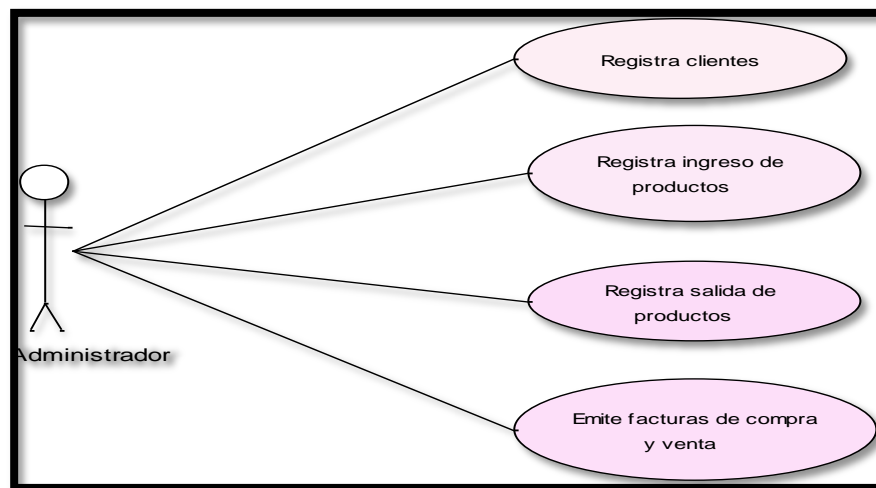 Registra clientes
Registra ingreso de
productos
Registra salida de
productos
Administrador
Emite facturas de compra
y venta